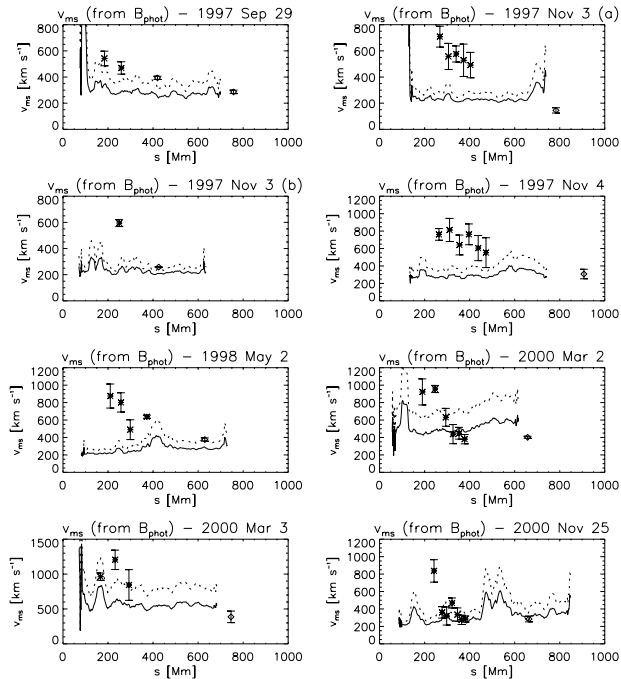 v_ms (from B_phot) − 1997 Sep 29
v_ms [km s⁻¹]
800
600
400
200
0
0 200 400 600 800 1000
s [Mm]
v_ms (from B_phot) − 1997 Nov 3 (a)
v_ms [km s⁻¹]
800
600
400
200
0
0 200 400 600 800 1000
s [Mm]
v_ms (from B_phot) − 1997 Nov 3 (b)
v_ms [km s⁻¹]
800
600
400
200
0
0 200 400 600 800 1000
s [Mm]
v_ms (from B_phot) − 1997 Nov 4
v_ms [km s⁻¹]
1200
1000
800
600
400
200
0
0 200 400 600 800 1000
s [Mm]
v_ms (from B_phot) − 1998 May 2
v_ms [km s⁻¹]
1200
1000
800
600
400
200
0
0 200 400 600 800 1000
s [Mm]
v_ms (from B_phot) − 2000 Mar 2
v_ms [km s⁻¹]
1200
1000
800
600
400
200
0
0 200 400 600 800 1000
s [Mm]
v_ms (from B_phot) − 2000 Mar 3
v_ms [km s⁻¹]
1500
1000
500
0
0 200 400 600 800 1000
s [Mm]
v_ms (from B_phot) − 2000 Nov 25
v_ms [km s⁻¹]
1200
1000
800
600
400
200
0
0 200 400 600 800 1000
s [Mm]